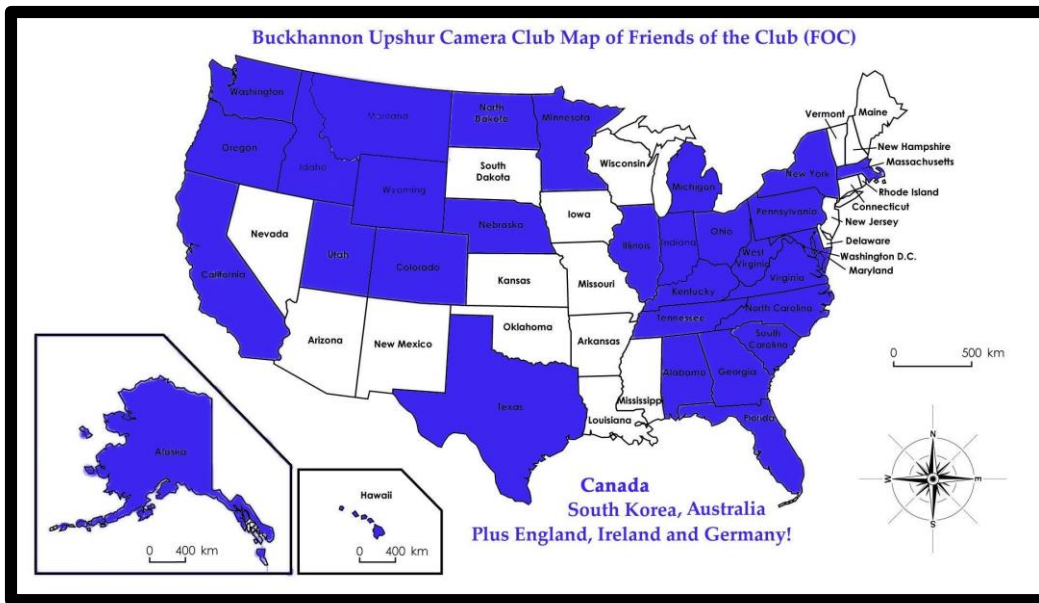 Buckhannon Upshur Camera Club Map of Friends of the Club (FOC)
Washington
Montana
North
Dakota
Minnesota
Vermont
Maine
Oregon
Idaho
South
Dakota
Wisconsin
New Hampshire
Massachusetts
New York
Michigan
Wyoming
Rhode Island
Connecticut
Iowa
Pennsylvania
New Jersey
Nebraska
Nevada
Ohio
Illinois
Indiana
Delaware
Utah
West
Virginia
Washington D.C.
Maryland
California
Colorado
Virginia
Kansas
Missouri
Kentucky
North Carolina
Tennessee
Oklahoma
Arizona
New Mexico
Arkansas
South
Carolina
0 500 km
Alabama
Georgia
Mississippi
Texas
Louisiana
Florida
N
Alaska
Canada
W
E
Hawaii
South Korea, Australia
S
Plus England, Ireland and Germany!
0 400 km
0 400 km